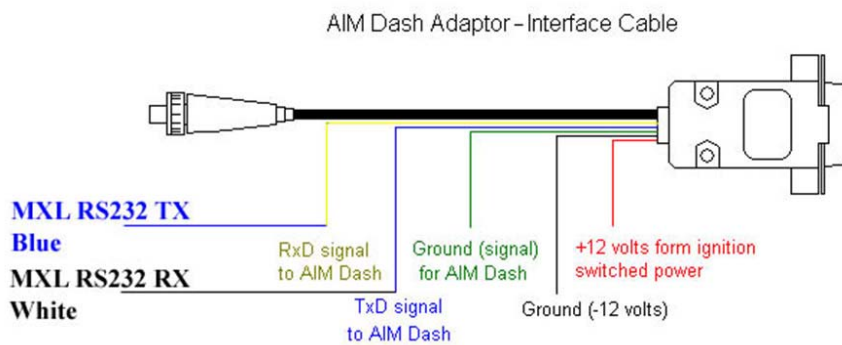 AIM Dash Adaptor - Interface Cable
MXL RS232 TX
Blue
MXL RS232 RX
White
RxD signal
to AIM Dash
TxD signal
to AIM Dash
Ground (signal)
for AIM Dash
Ground (-12 volts)
+12 volts form ignition
switched power